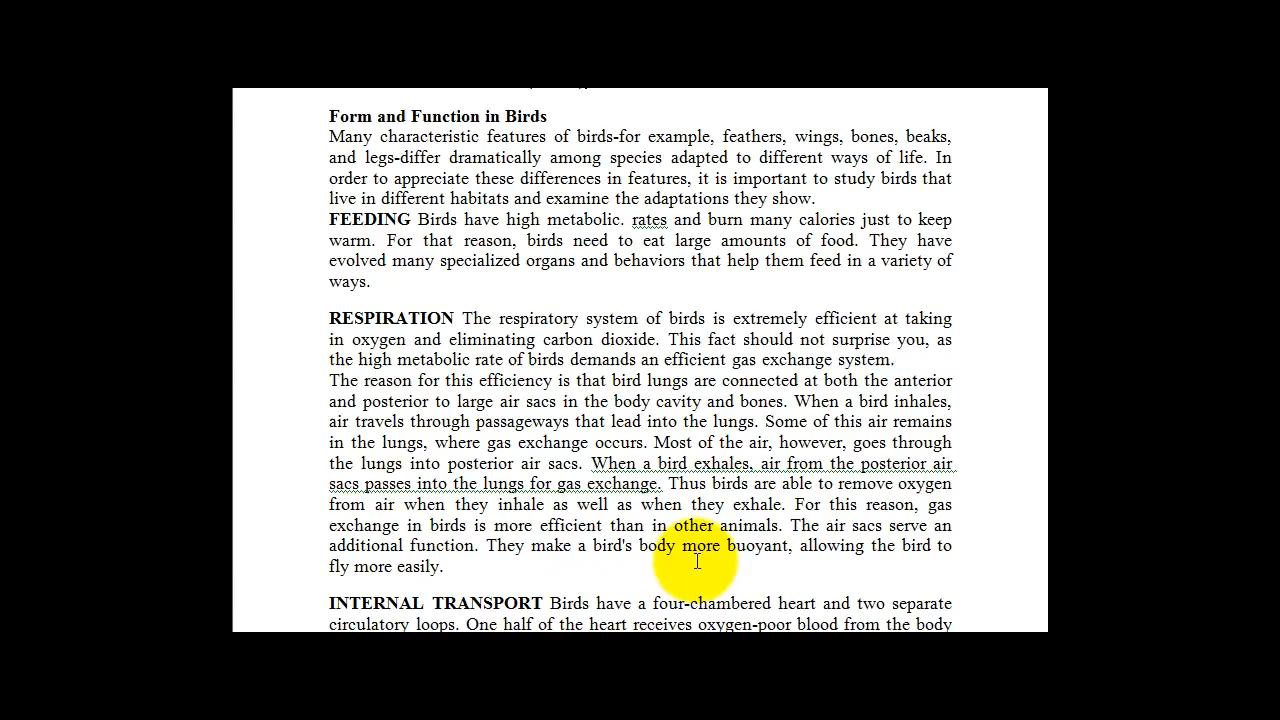 Form and Function in Birds
Many characteristic features of birds-for example, feathers, wings, bones, beaks,
and legs-differ dramatically among species adapted to different ways of life. In
order to appreciate these differences in features, it is important to study birds that
live in different habitats and examine the adaptations they show.
FEEDING Birds have high metabolic. rates and burn many calories just to keep
warm. For that reason, birds need to eat large amounts of food. They have
evolved many specialized organs and behaviors that help them feed in a variety of
ways.
RESPIRATION The respiratory system of birds is extremely efficient at taking
in oxygen and eliminating carbon dioxide. This fact should not surprise you, as
the high metabolic rate of birds demands an efficient gas exchange system.
The reason for this efficiency is that bird lungs are connected at both the anterior
and posterior to large air sacs in the body cavity and bones. When a bird inhales,
air travels through passageways that lead into the lungs. Some of this air remains
in the lungs, where gas exchange occurs. Most of the air, however, goes through
the lungs into posterior air sacs. When a bird exhales, air from the posterior air
sacs passes into the lungs for gas exchange. Thus birds are able to remove oxygen
from air when they inhale as well as when they exhale. For this reason, gas
exchange in birds is more efficient than in other animals. The air sacs serve an
additional function. They make a bird's body more buoyant, allowing the bird to
fly more easily.
INTERNAL TRANSPORT Birds have a four-chambered heart and two separate
circulatory loops. One half of the heart receives oxygen-poor blood from the body